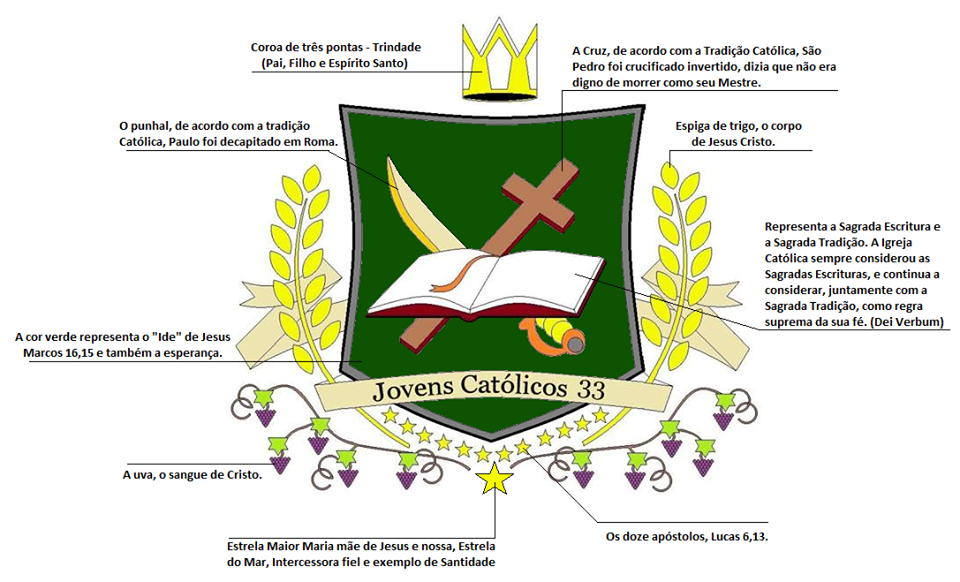 Coroa de três pontas - Trindade
(Pai, Filho e Espírito Santo)
A Cruz, de acordo com a Tradição Católica, São
Pedro foi crucificado invertido, dizia que não era
digno de morrer como seu Mestre.
O punhal, de acordo com a tradição
Católica, Paulo foi decapitado em Roma.
Espiga de trigo, o corpo
de Jesus Cristo.
Representa a Sagrada Escritura e
a Sagrada Tradição. A Igreja
Católica sempre considerou as
Sagradas Escrituras, e continua a
considerar, juntamente com a
Sagrada Tradição, como regra
suprema da sua fé. (Dei Verbum)
A cor verde representa o "Ide" de Jesus
Marcos 16,15 e também a esperança.
Jovens Católicos 33
A uva, o sangue de Cristo.
Os doze apóstolos, Lucas 6,13.
Estrela Maior Maria mãe de Jesus e nossa, Estrela
do Mar, Intercessora fiel e exemplo de Santidade